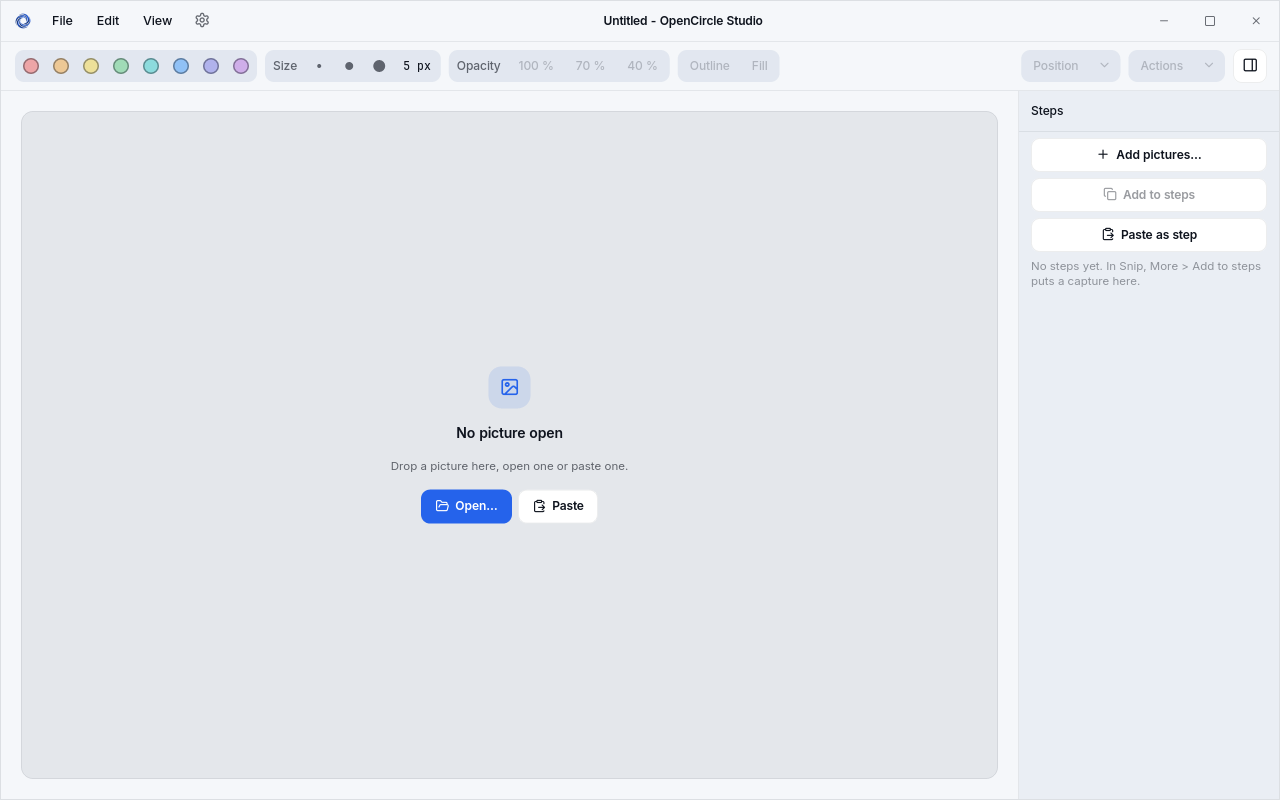 File Edit View Untitled - OpenCircle Studio
Size 5 px Opacity 100 % 70 % 40 % Outline Fill Position Actions
Steps
Add pictures...
Add to steps
Paste as step
No steps yet. In Snip, More > Add to steps
puts a capture here.
No picture open
Drop a picture here, open one or paste one.
Open... Paste